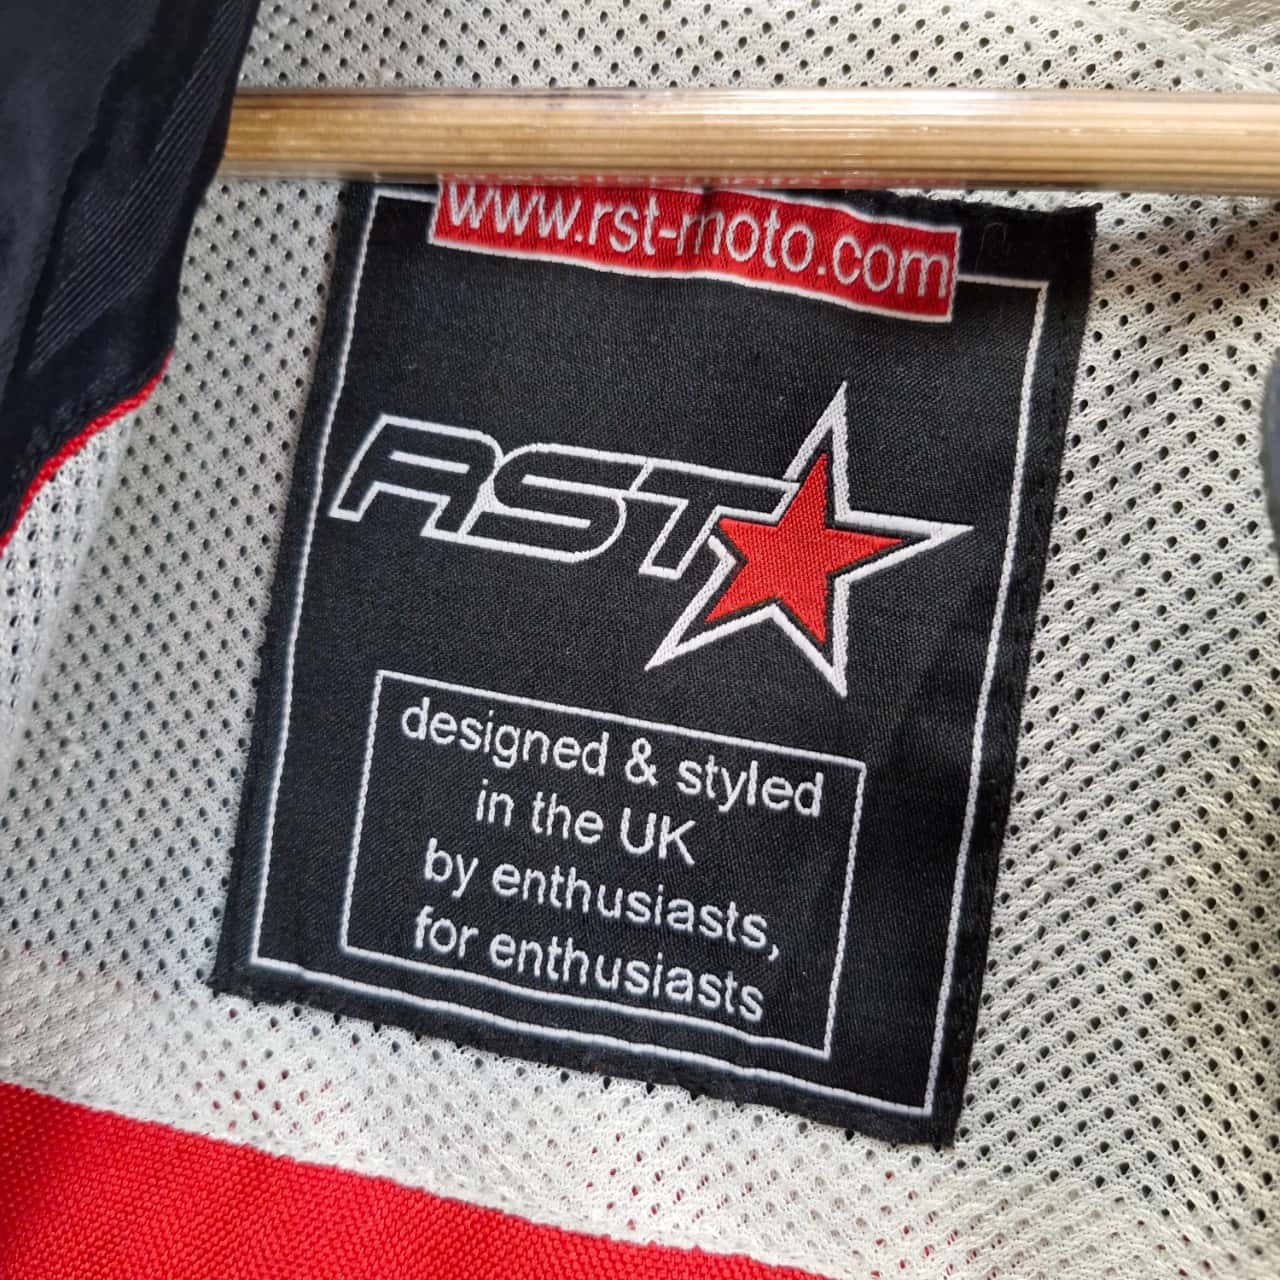 www.rst-moto.com
RST
designed & styled
in the UK
by enthusiasts,
for enthusiasts